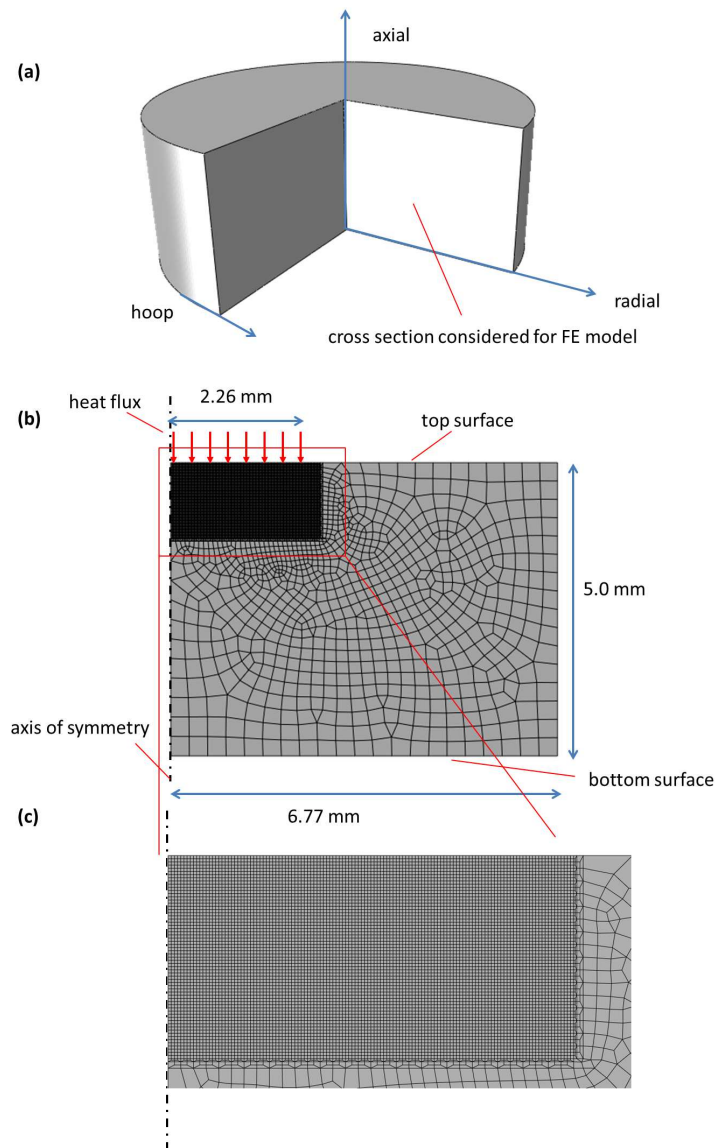 axial
(a)
hoop
radial
cross section considered for FE model
(b)
heat flux
2.26 mm
top surface
5.0 mm
axis of symmetry
bottom surface
(c)
6.77 mm